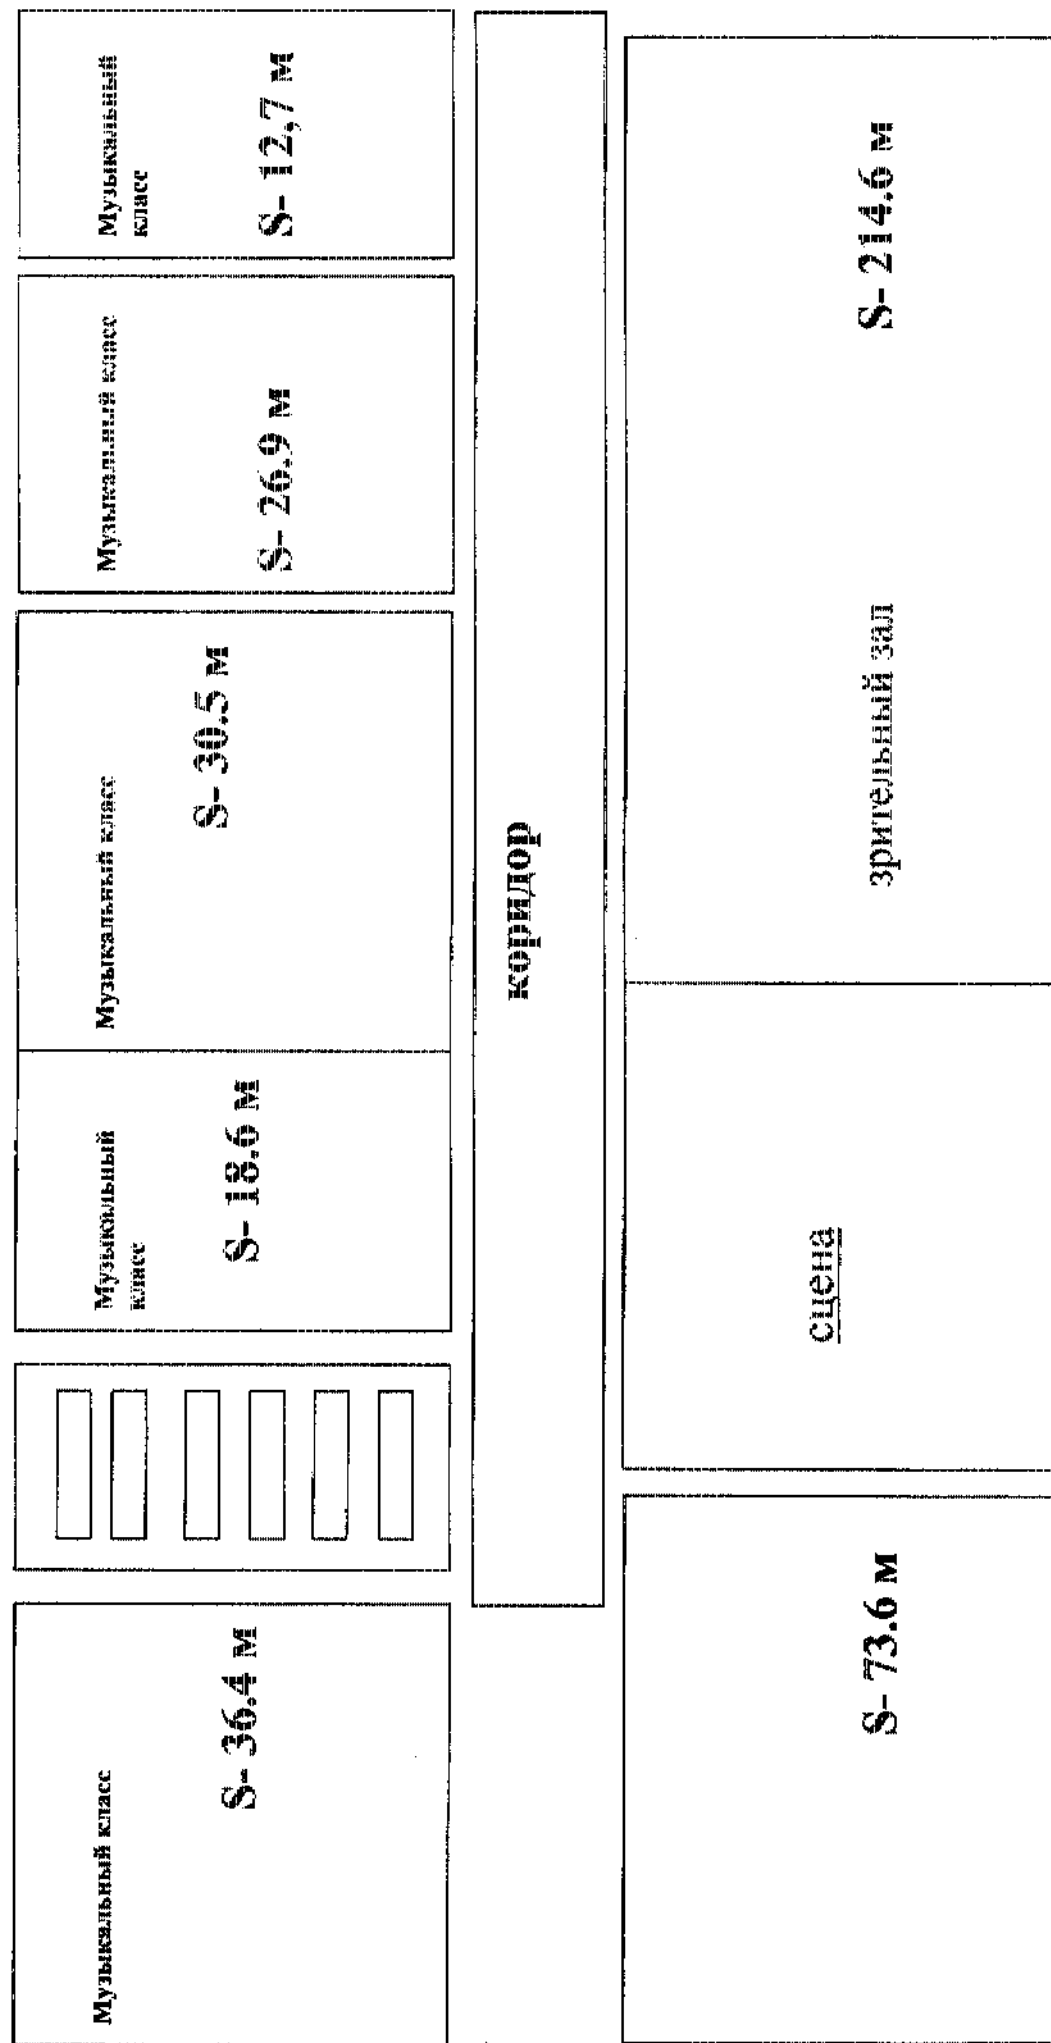 Музыкальный класс
S- 36.4 м
Музыкальный
класс
S- 18.6 м
Музыкальный класс
S- 30.5 м
Музыкальный класс
S- 26.9 м
Музыкальный
класс
S- 12,7 м
коридор
S- 73.6 м
сцена
зрительный зал
S- 214.6 м